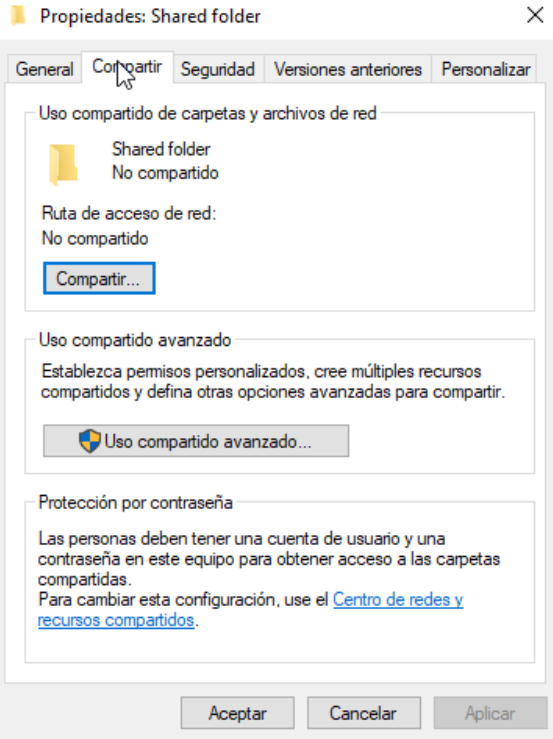 Propiedades: Shared folder
General Compartir Seguridad Versiones anteriores Personalizar
Uso compartido de carpetas y archivos de red
Shared folder
No compartido
Ruta de acceso de red:
No compartido
Compartir...
Uso compartido avanzado
Establezca permisos personalizados, cree múltiples recursos
compartidos y defina otras opciones avanzadas para compartir.
Uso compartido avanzado...
Protección por contraseña
Las personas deben tener una cuenta de usuario y una
contraseña en este equipo para obtener acceso a las carpetas
compartidas.
Para cambiar esta configuración, use el Centro de redes y
recursos compartidos.
Aceptar Cancelar Aplicar